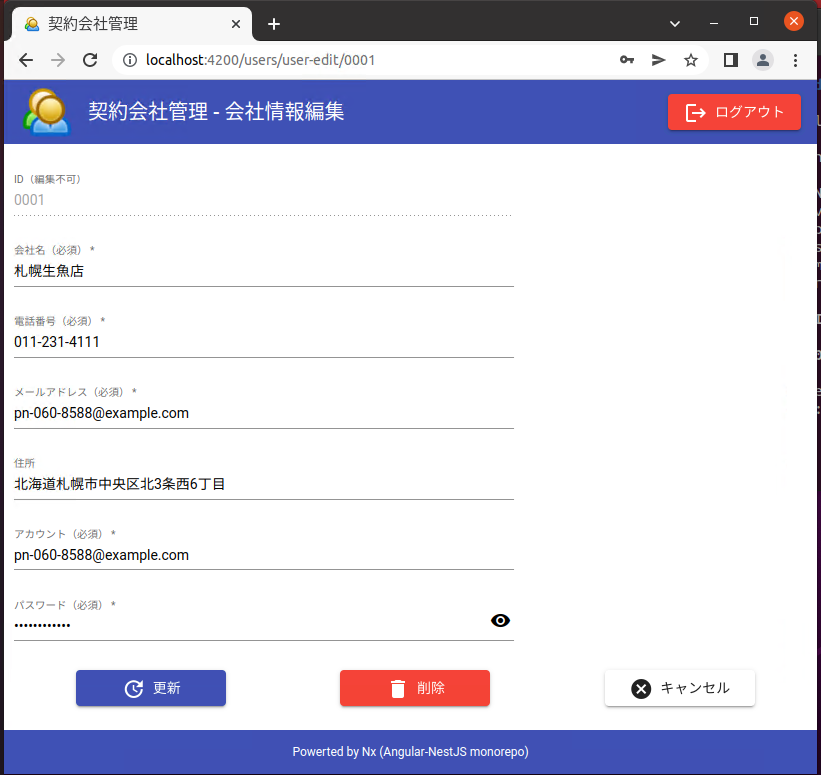 契約会社管理
localhost:4200/users/user-edit/0001
契約会社管理 - 会社情報編集
ログアウト
ID（編集不可）
0001
会社名（必須） *
札幌生魚店
電話番号（必須） *
011-231-4111
メールアドレス（必須） *
pn-060-8588@example.com
住所
北海道札幌市中央区北3条西6丁目
アカウント（必須） *
pn-060-8588@example.com
パスワード（必須） *
••••••••••••
更新
削除
キャンセル
Powerted by Nx (Angular-NestJS monorepo)